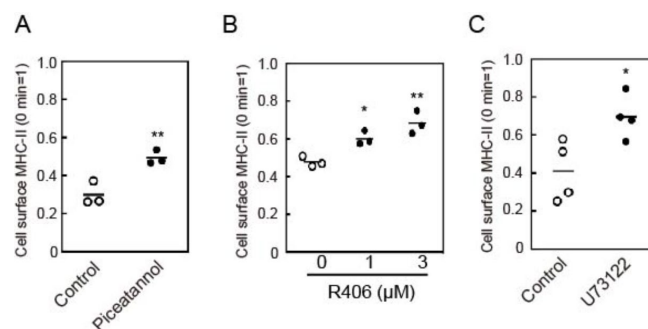 A
Cell surface MHC-II (0 min=1)
1.0
0.8
0.6
0.4
0.2
0
**
Control
Piceatannol
B
Cell surface MHC-II (0 min=1)
1.0
0.8
0.6
0.4
0.2
0
*
**
0 1 3
R406 (μM)
C
Cell surface MHC-II (0 min=1)
1.0
0.8
0.6
0.4
0.2
0
*
Control
U73122